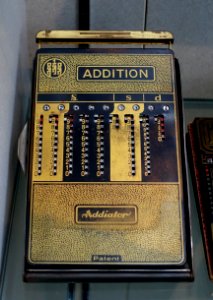 ADDITION
s d
Addiator
Patent